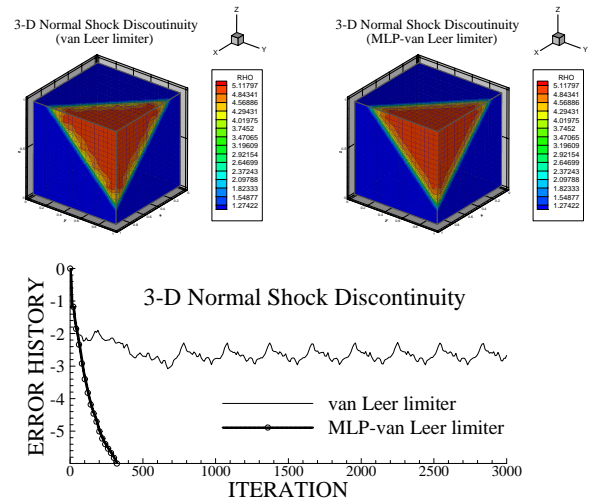 3-D Normal Shock Discoutinuity
(van Leer limiter)
Z
X
Y
RHO
5.11797
4.84341
4.56886
4.29431
4.01975
3.7452
3.47065
3.19609
2.92154
2.64699
2.37243
2.09788
1.82333
1.54877
1.27422
3-D Normal Shock Discoutinuity
(MLP-van Leer limiter)
Z
X
Y
RHO
5.11797
4.84341
4.56886
4.29431
4.01975
3.7452
3.47065
3.19609
2.92154
2.64699
2.37243
2.09788
1.82333
1.54877
1.27422
3-D Normal Shock Discontinuity
ERROR HISTORY
0
-1
-2
-3
-4
-5
van Leer limiter
MLP-van Leer limiter
0 500 1000 1500 2000 2500 3000
ITERATION